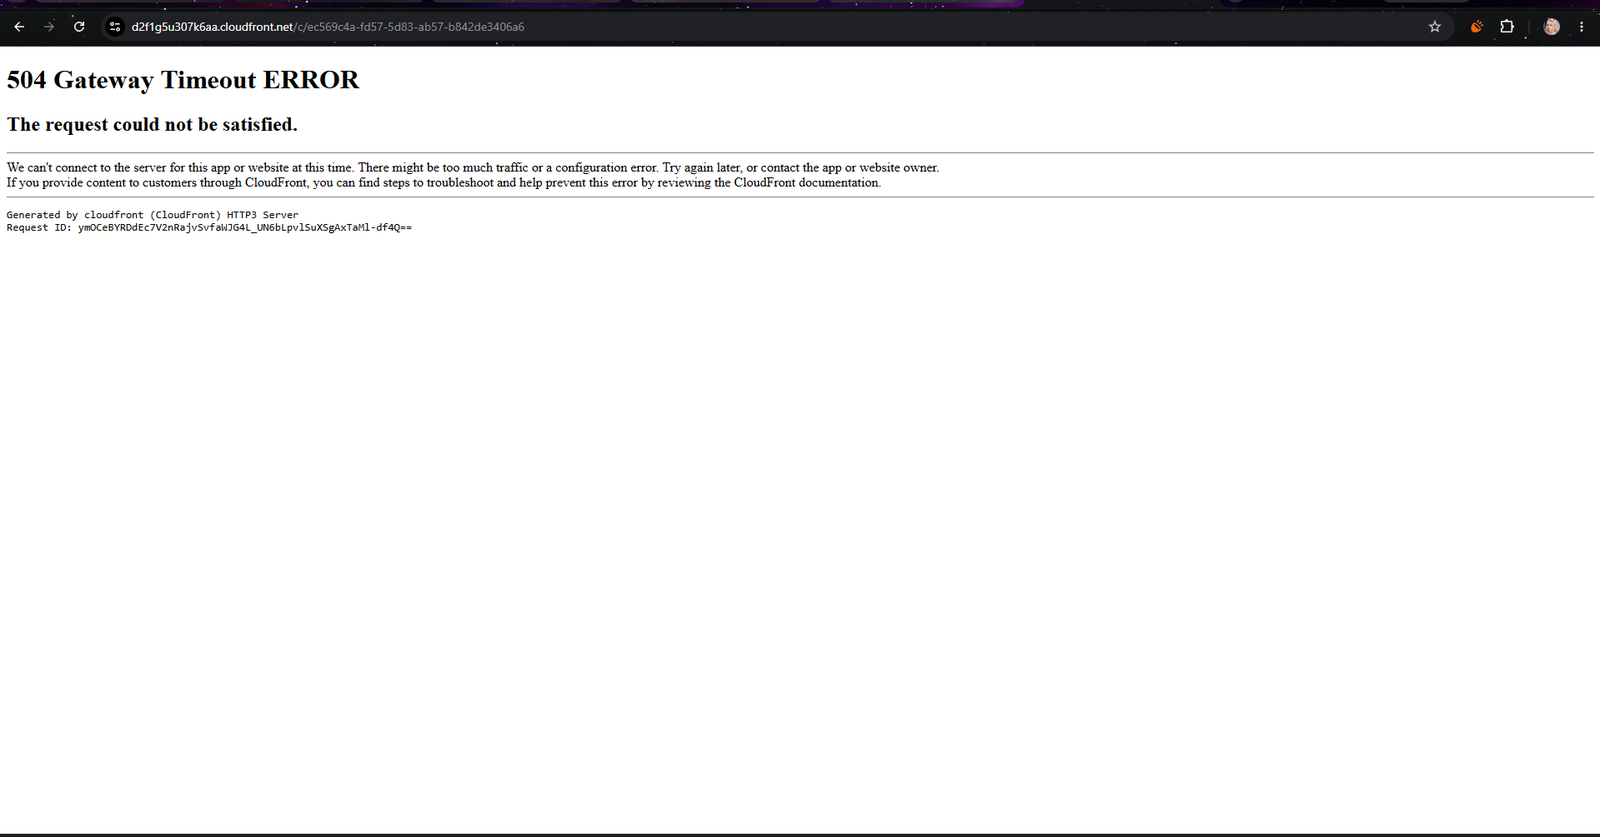 d2f1g5u307k6aa.cloudfront.net/c/ec569c4a-fd57-5d83-ab57-b842de3406a6
504 Gateway Timeout ERROR
The request could not be satisfied.
We can't connect to the server for this app or website at this time. There might be too much traffic or a configuration error. Try again later, or contact the app or website owner.
If you provide content to customers through CloudFront, you can find steps to troubleshoot and help prevent this error by reviewing the CloudFront documentation.
Generated by cloudfront (CloudFront) HTTP3 Server
Request ID: ymOCeBYRDdEc7V2nRajvSvfaWJG4L_UN6bLpvlSuXSgAxTaMl-df4Q==